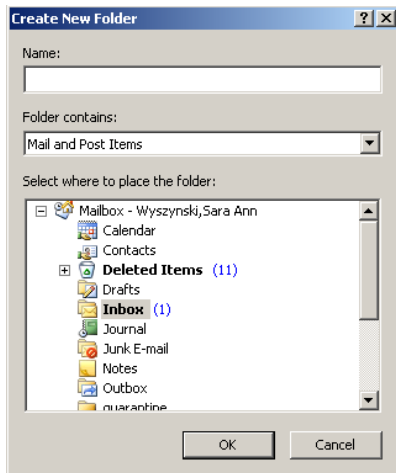 Create New Folder
Name:
Folder contains:
Mail and Post Items
Select where to place the folder:
Mailbox - Wyszynski,Sara Ann
Calendar
Contacts
Deleted Items (11)
Drafts
Inbox (1)
Journal
Junk E-mail
Notes
Outbox
quarantine
OK Cancel